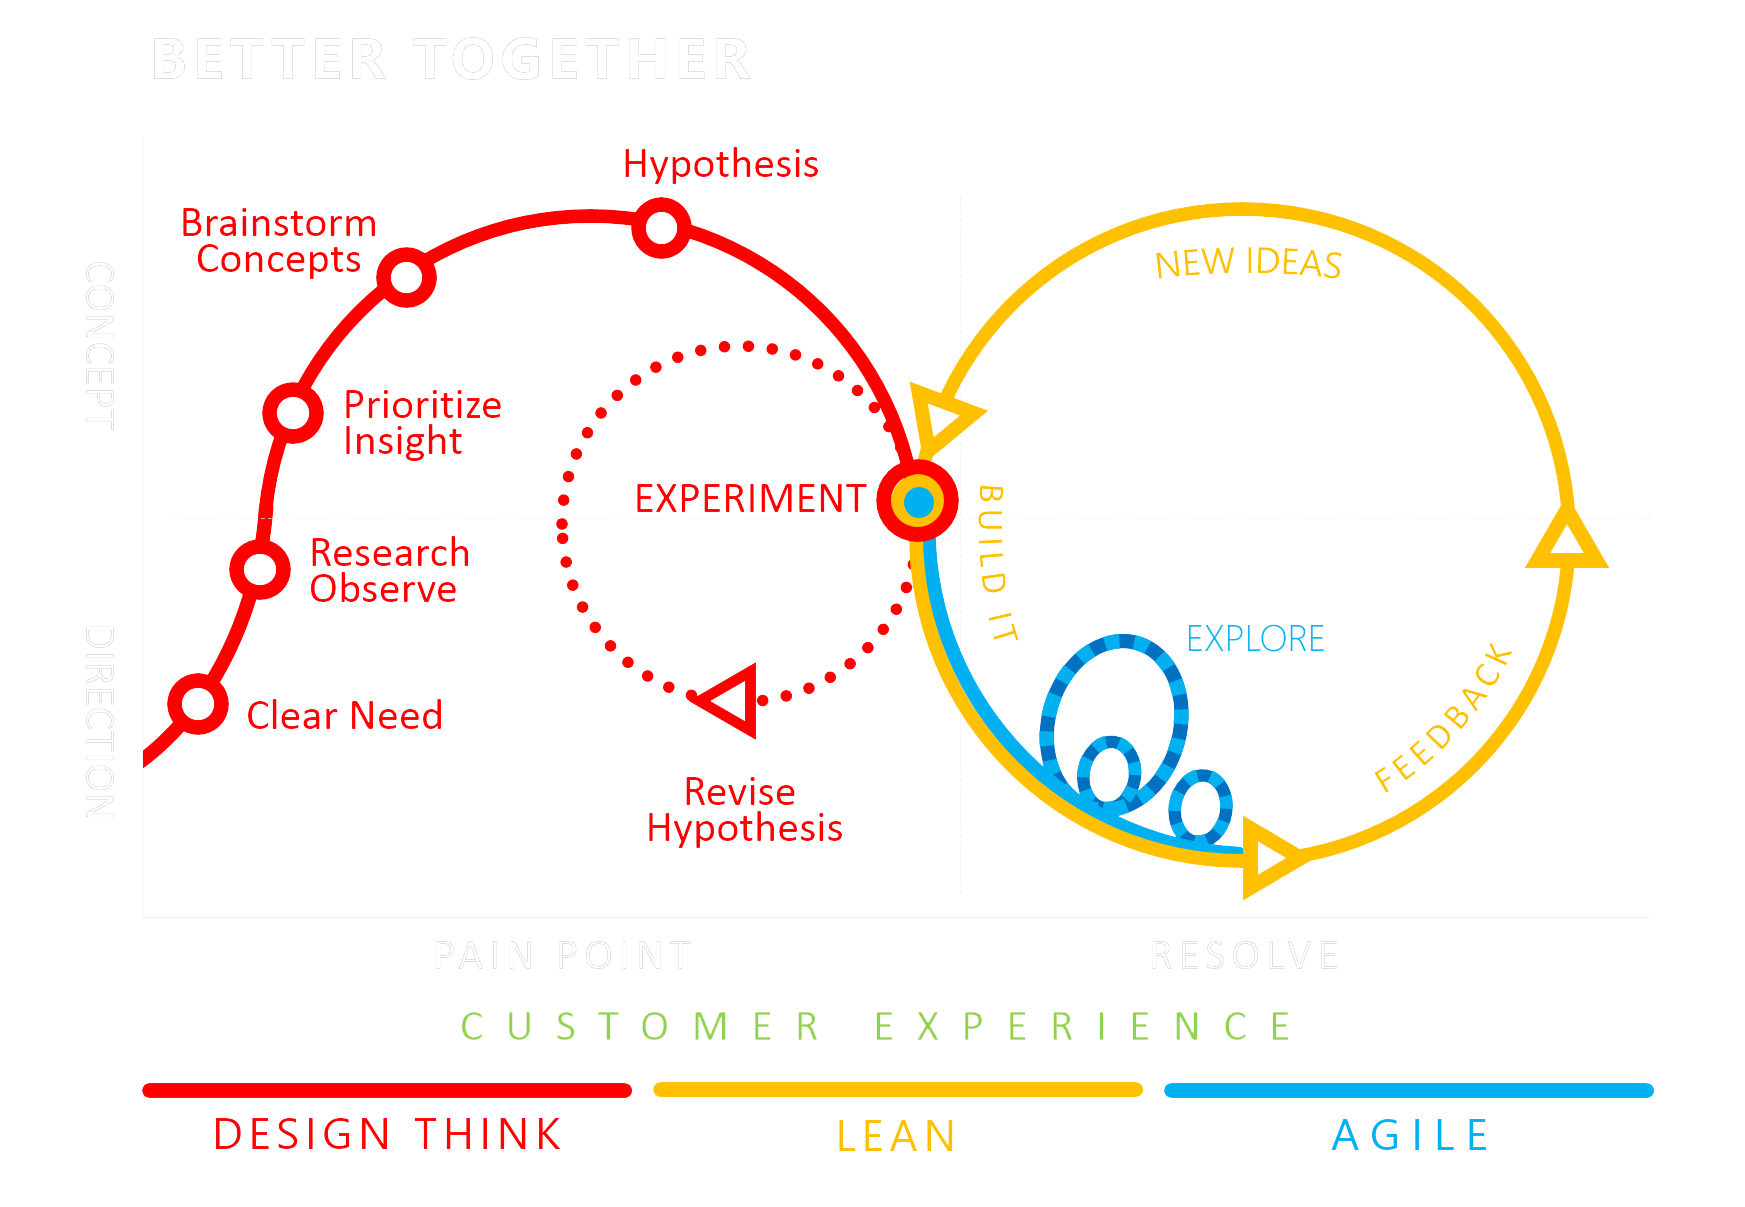 BETTER TOGETHER
Hypothesis
Brainstorm
Concepts
NEW IDEAS
CONCEPT
Prioritize
Insight
EXPERIMENT
BUILD IT
Research
Observe
EXPLORE
DIRECTION
FEEDBACK
Clear Need
Revise
Hypothesis
PAIN POINT
RESOLVE
CUSTOMER EXPERIENCE
DESIGN THINK
LEAN
AGILE